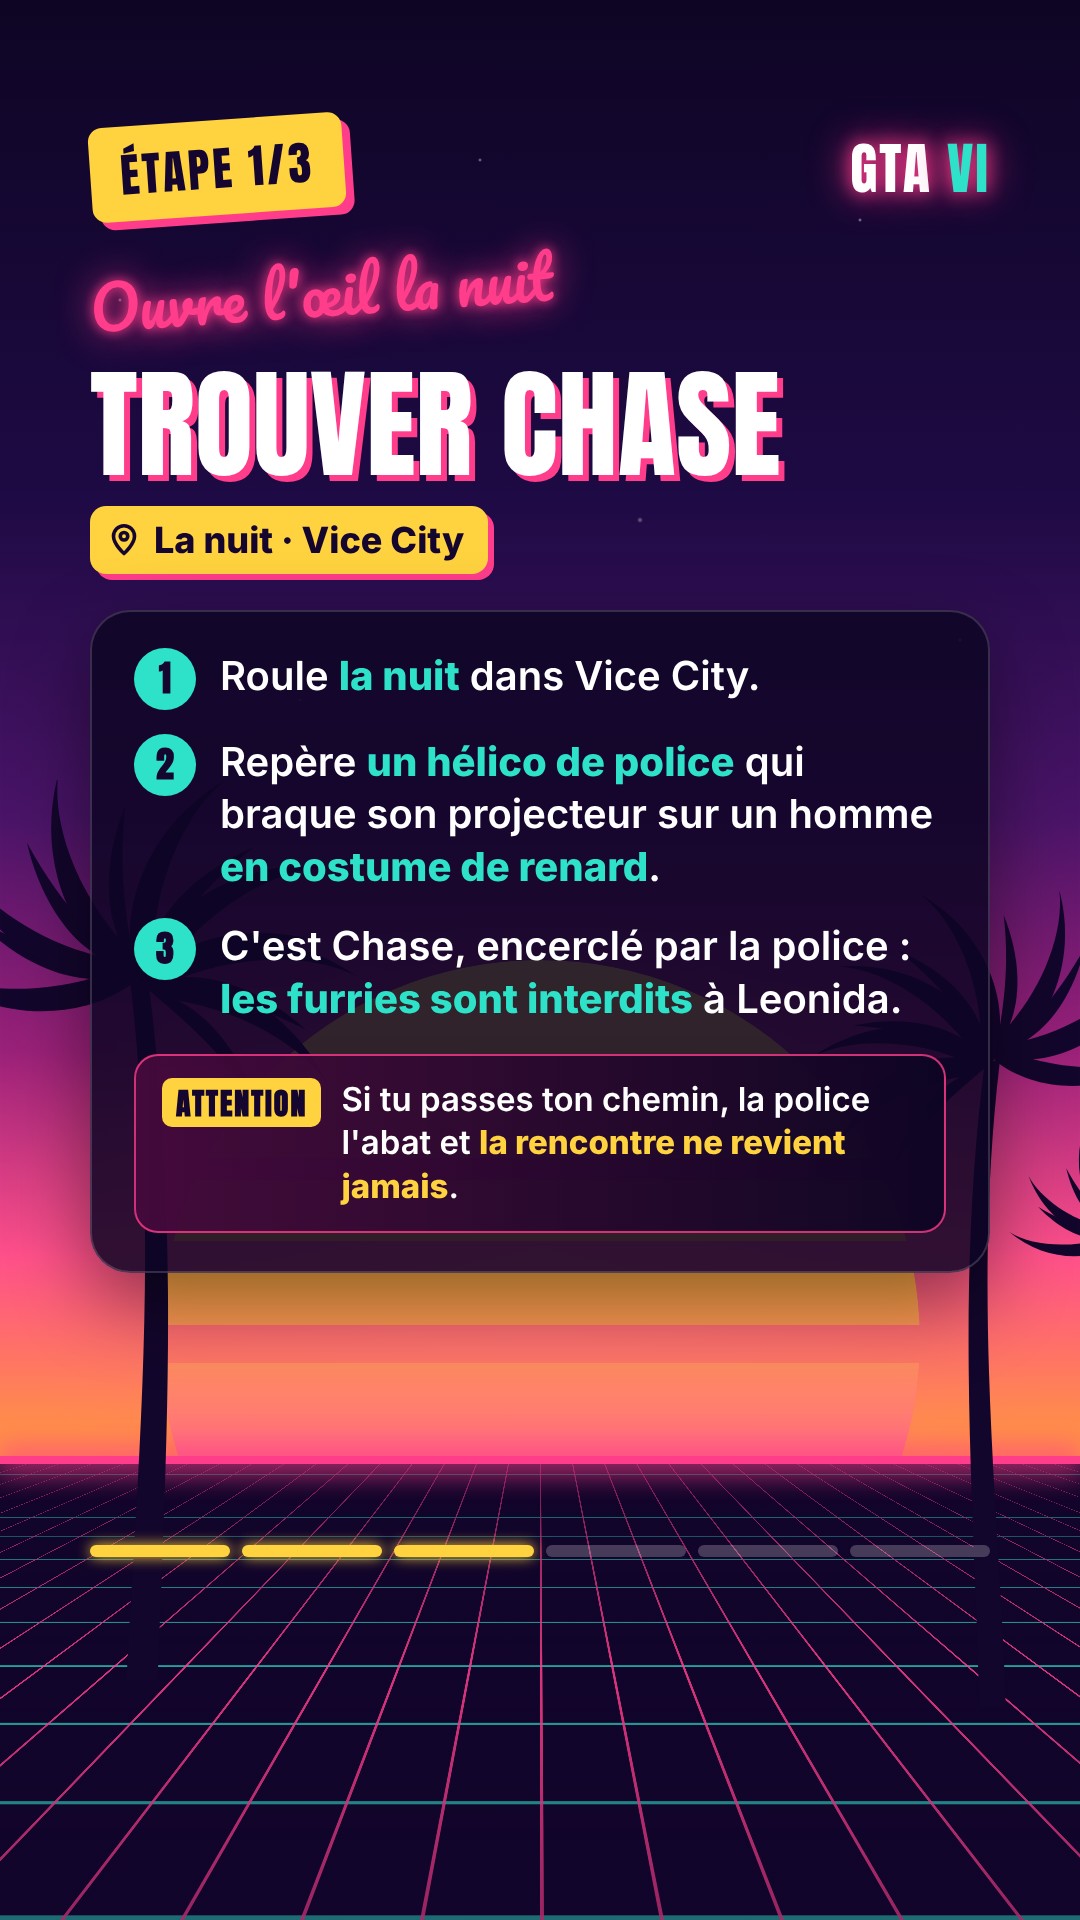 ÉTAPE 1/3
GTA VI
Ouvre l'œil la nuit
TROUVER CHASE
La nuit · Vice City
1 Roule la nuit dans Vice City.
2 Repère un hélico de police qui
braque son projecteur sur un homme
en costume de renard.
3 C'est Chase, encerclé par la police :
les furries sont interdits à Leonida.
ATTENTION Si tu passes ton chemin, la police
l'abat et la rencontre ne revient
jamais.